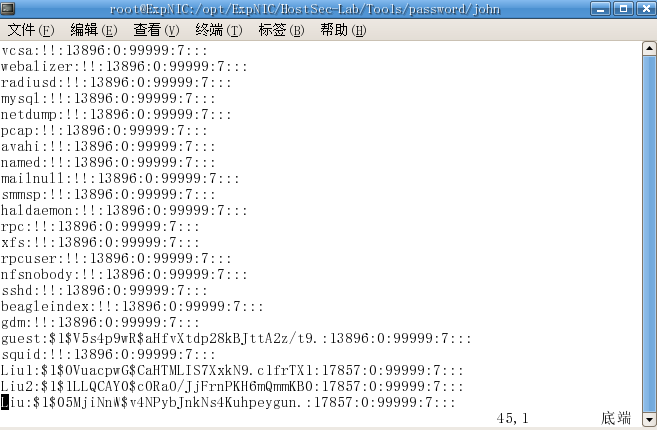 root@ExpNIC:/opt/ExpNIC/HostSec-Lab/Tools/password/john
文件(F) 编辑(E) 查看(V) 终端(T) 标签(B) 帮助(H)
vcsa:!!:13896:0:99999:7:::
webalizer:!!:13896:0:99999:7:::
radiusd:!!:13896:0:99999:7:::
mysql:!!:13896:0:99999:7:::
netdump:!!:13896:0:99999:7:::
pcap:!!:13896:0:99999:7:::
avahi:!!:13896:0:99999:7:::
named:!!:13896:0:99999:7:::
mailnull:!!:13896:0:99999:7:::
smmsp:!!:13896:0:99999:7:::
haldaemon:!!:13896:0:99999:7:::
rpc:!!:13896:0:99999:7:::
xfs:!!:13896:0:99999:7:::
rpcuser:!!:13896:0:99999:7:::
nfsnobody:!!:13896:0:99999:7:::
sshd:!!:13896:0:99999:7:::
beagleindex:!!:13896:0:99999:7:::
gdm:!!:13896:0:99999:7:::
guest:$1$V5s4p9wR$aHfvXtdp28kBJttA2z/t9.:13896:0:99999:7:::
squid:!!:13896:0:99999:7:::
Liu1:$1$OVuacpwG$CaHTMLIS7XxkN9.clfrTX1:17857:0:99999:7:::
Liu2:$1$1LLQCAYO$cORaO/JjFrnPKH6mQmmKB0:17857:0:99999:7:::
Liu:$1$O5MjiNnW$v4NPybJnkNs4Kuhpeygun.:17857:0:99999:7:::
45,1 底端